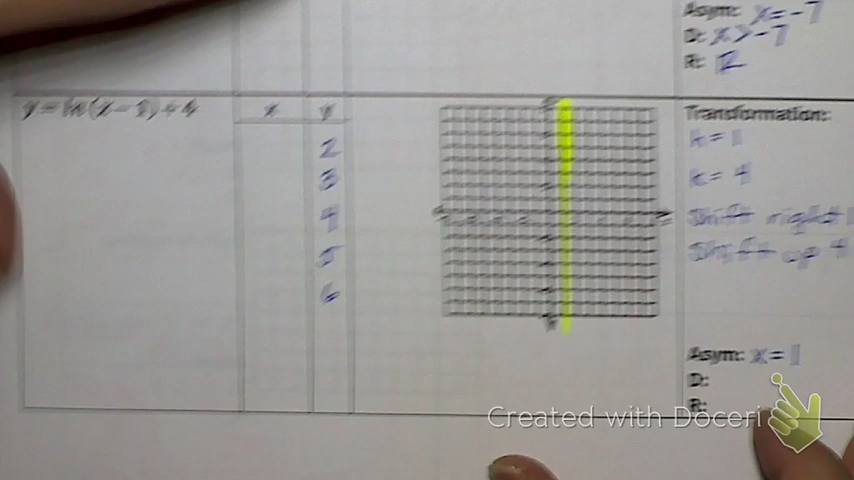 Asym: x=-7
D: x>-7
R: R
y = ln(x-1)+4
x y
2
3
4
5
6
Transformation:
h=1
k=4
Shift right 1
Shift up 4
Asym: x=1
D:
R:
Created with Doceri